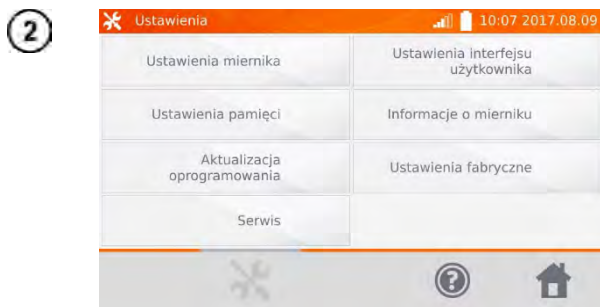 2
Ustawienia
10:07 2017.08.09
Ustawienia miernika
Ustawienia interfejsu
użytkownika
Ustawienia pamięci
Informacje o mierniku
Aktualizacja
oprogramowania
Ustawienia fabryczne
Serwis
?